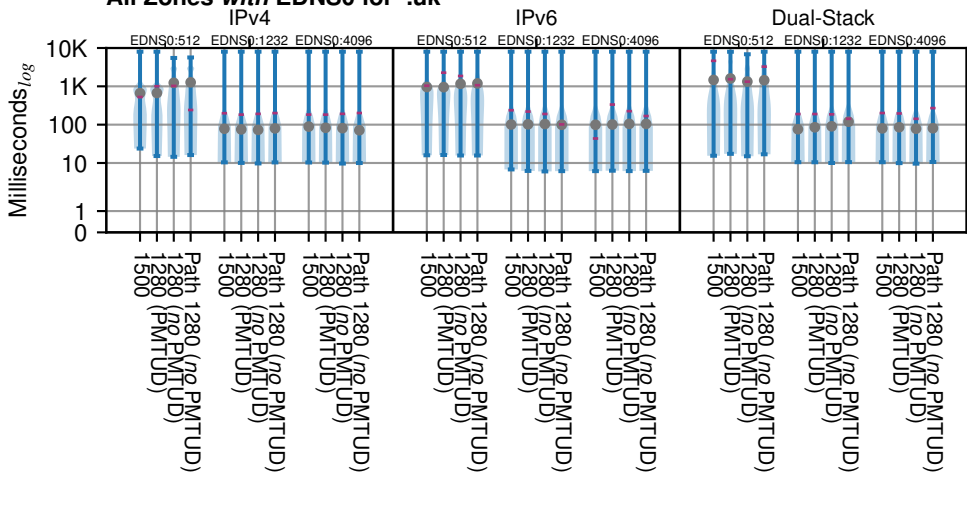 All Zones with EDNS0 for .uk
IPv4 IPv6 Dual-Stack
EDNS0:512 EDNS0:1232 EDNS0:4096 EDNS0:512 EDNS0:1232 EDNS0:4096 EDNS0:512 EDNS0:1232 EDNS0:4096
Milliseconds log
10K
1K
100
10
1
0
1500
1280 (PMTUD)
1280 (no PMTUD)
Path 1280 (no PMTUD)
1500
1280 (PMTUD)
1280 (no PMTUD)
Path 1280 (no PMTUD)
1500
1280 (PMTUD)
1280 (no PMTUD)
Path 1280 (no PMTUD)
1500
1280 (PMTUD)
1280 (no PMTUD)
Path 1280 (no PMTUD)
1500
1280 (PMTUD)
1280 (no PMTUD)
Path 1280 (no PMTUD)
1500
1280 (PMTUD)
1280 (no PMTUD)
Path 1280 (no PMTUD)
1500
1280 (PMTUD)
1280 (no PMTUD)
Path 1280 (no PMTUD)
1500
1280 (PMTUD)
1280 (no PMTUD)
Path 1280 (no PMTUD)
1500
1280 (PMTUD)
1280 (no PMTUD)
Path 1280 (no PMTUD)